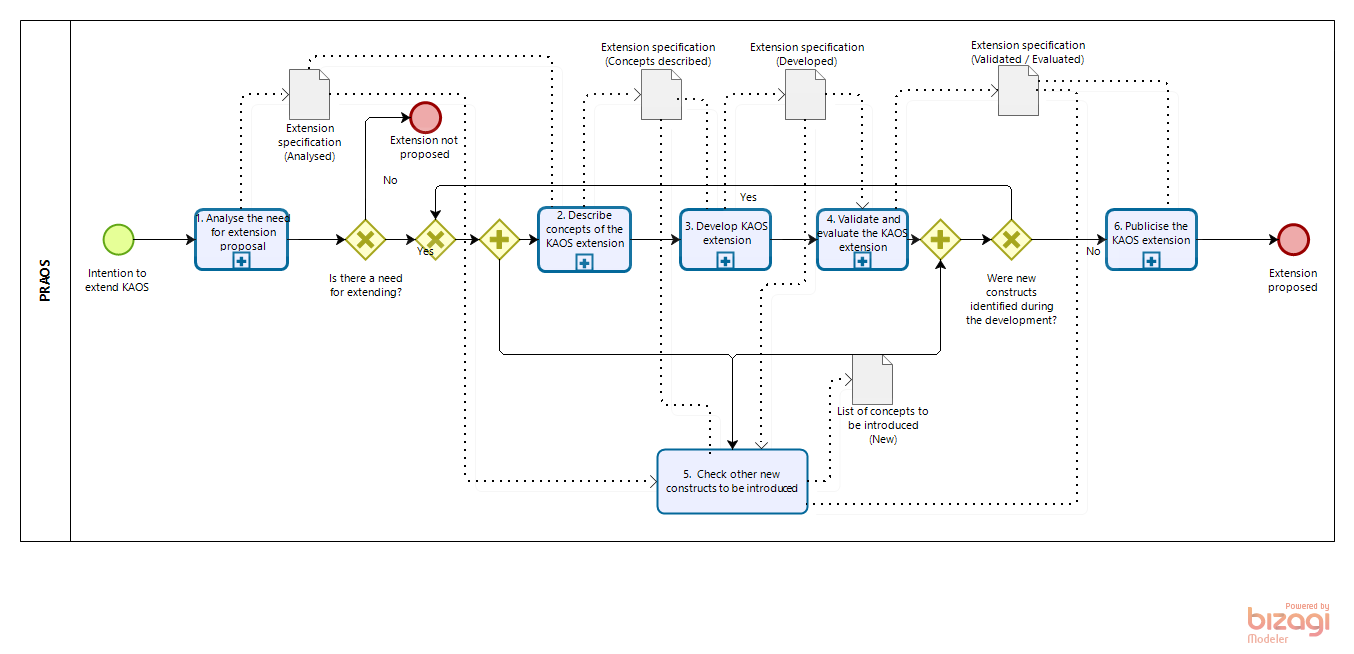 PRAOS
Intention to
extend KAOS
1. Analyse the need
for extension
proposal
Extension
specification
(Analysed)
Extension not
proposed
No
Is there a need
for extending?
Yes
2. Describe
concepts of the
KAOS extension
Extension specification
(Concepts described)
3. Develop KAOS
extension
Extension specification
(Developed)
Yes
4. Validate and
evaluate the KAOS
extension
Extension specification
(Validated / Evaluated)
Were new
constructs
identified during
the development?
No
6. Publicise the
KAOS extension
Extension
proposed
List of concepts to
be introduced
(New)
5. Check other new
constructs to be introduced
Powered by
bizagi
Modeler